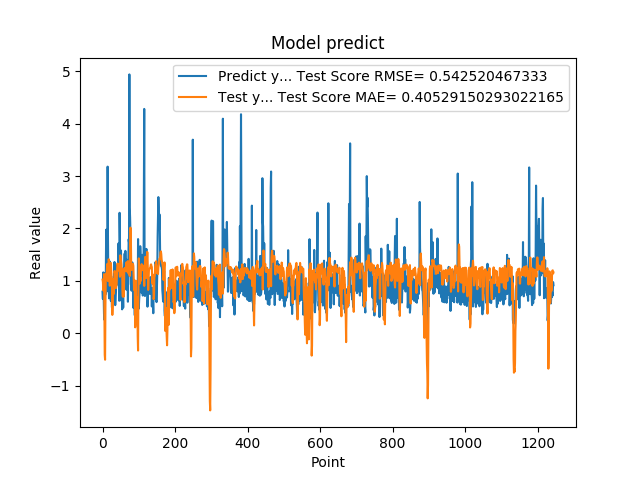 Model predict
Predict y... Test Score RMSE= 0.542520467333
Test y... Test Score MAE= 0.40529150293022165
5
4
3
2
1
0
−1
Real value
0 200 400 600 800 1000 1200
Point